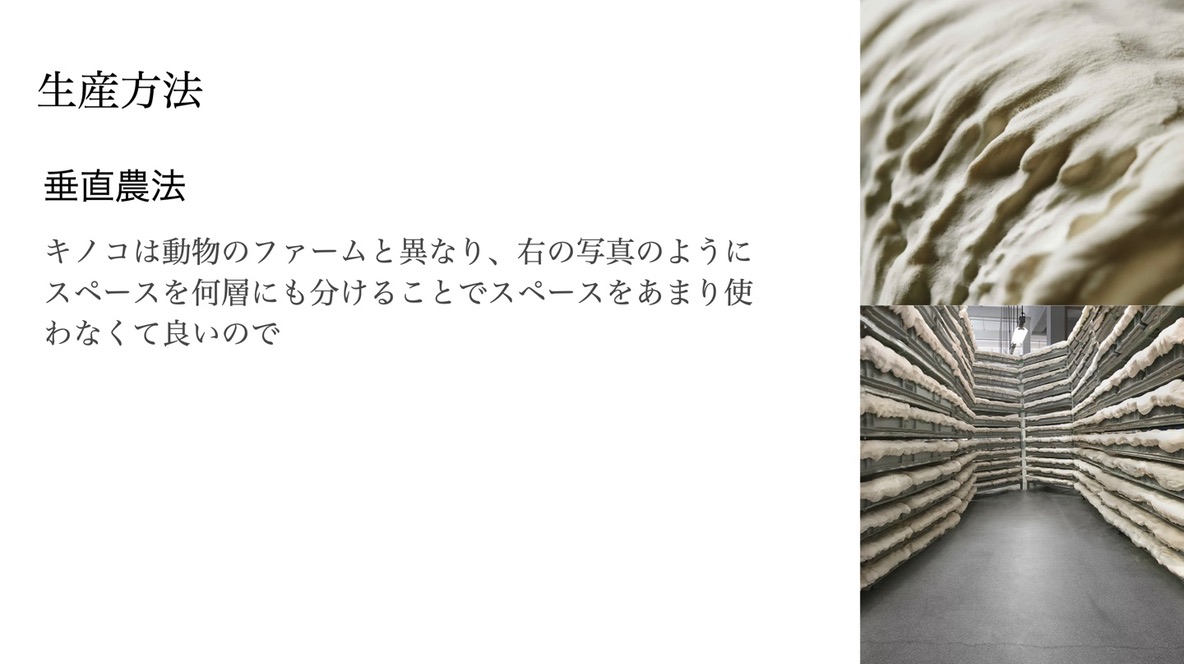 生産方法
垂直農法
キノコは動物のファームと異なり、右の写真のように
スペースを何層にも分けることでスペースをあまり使
わなくて良いので